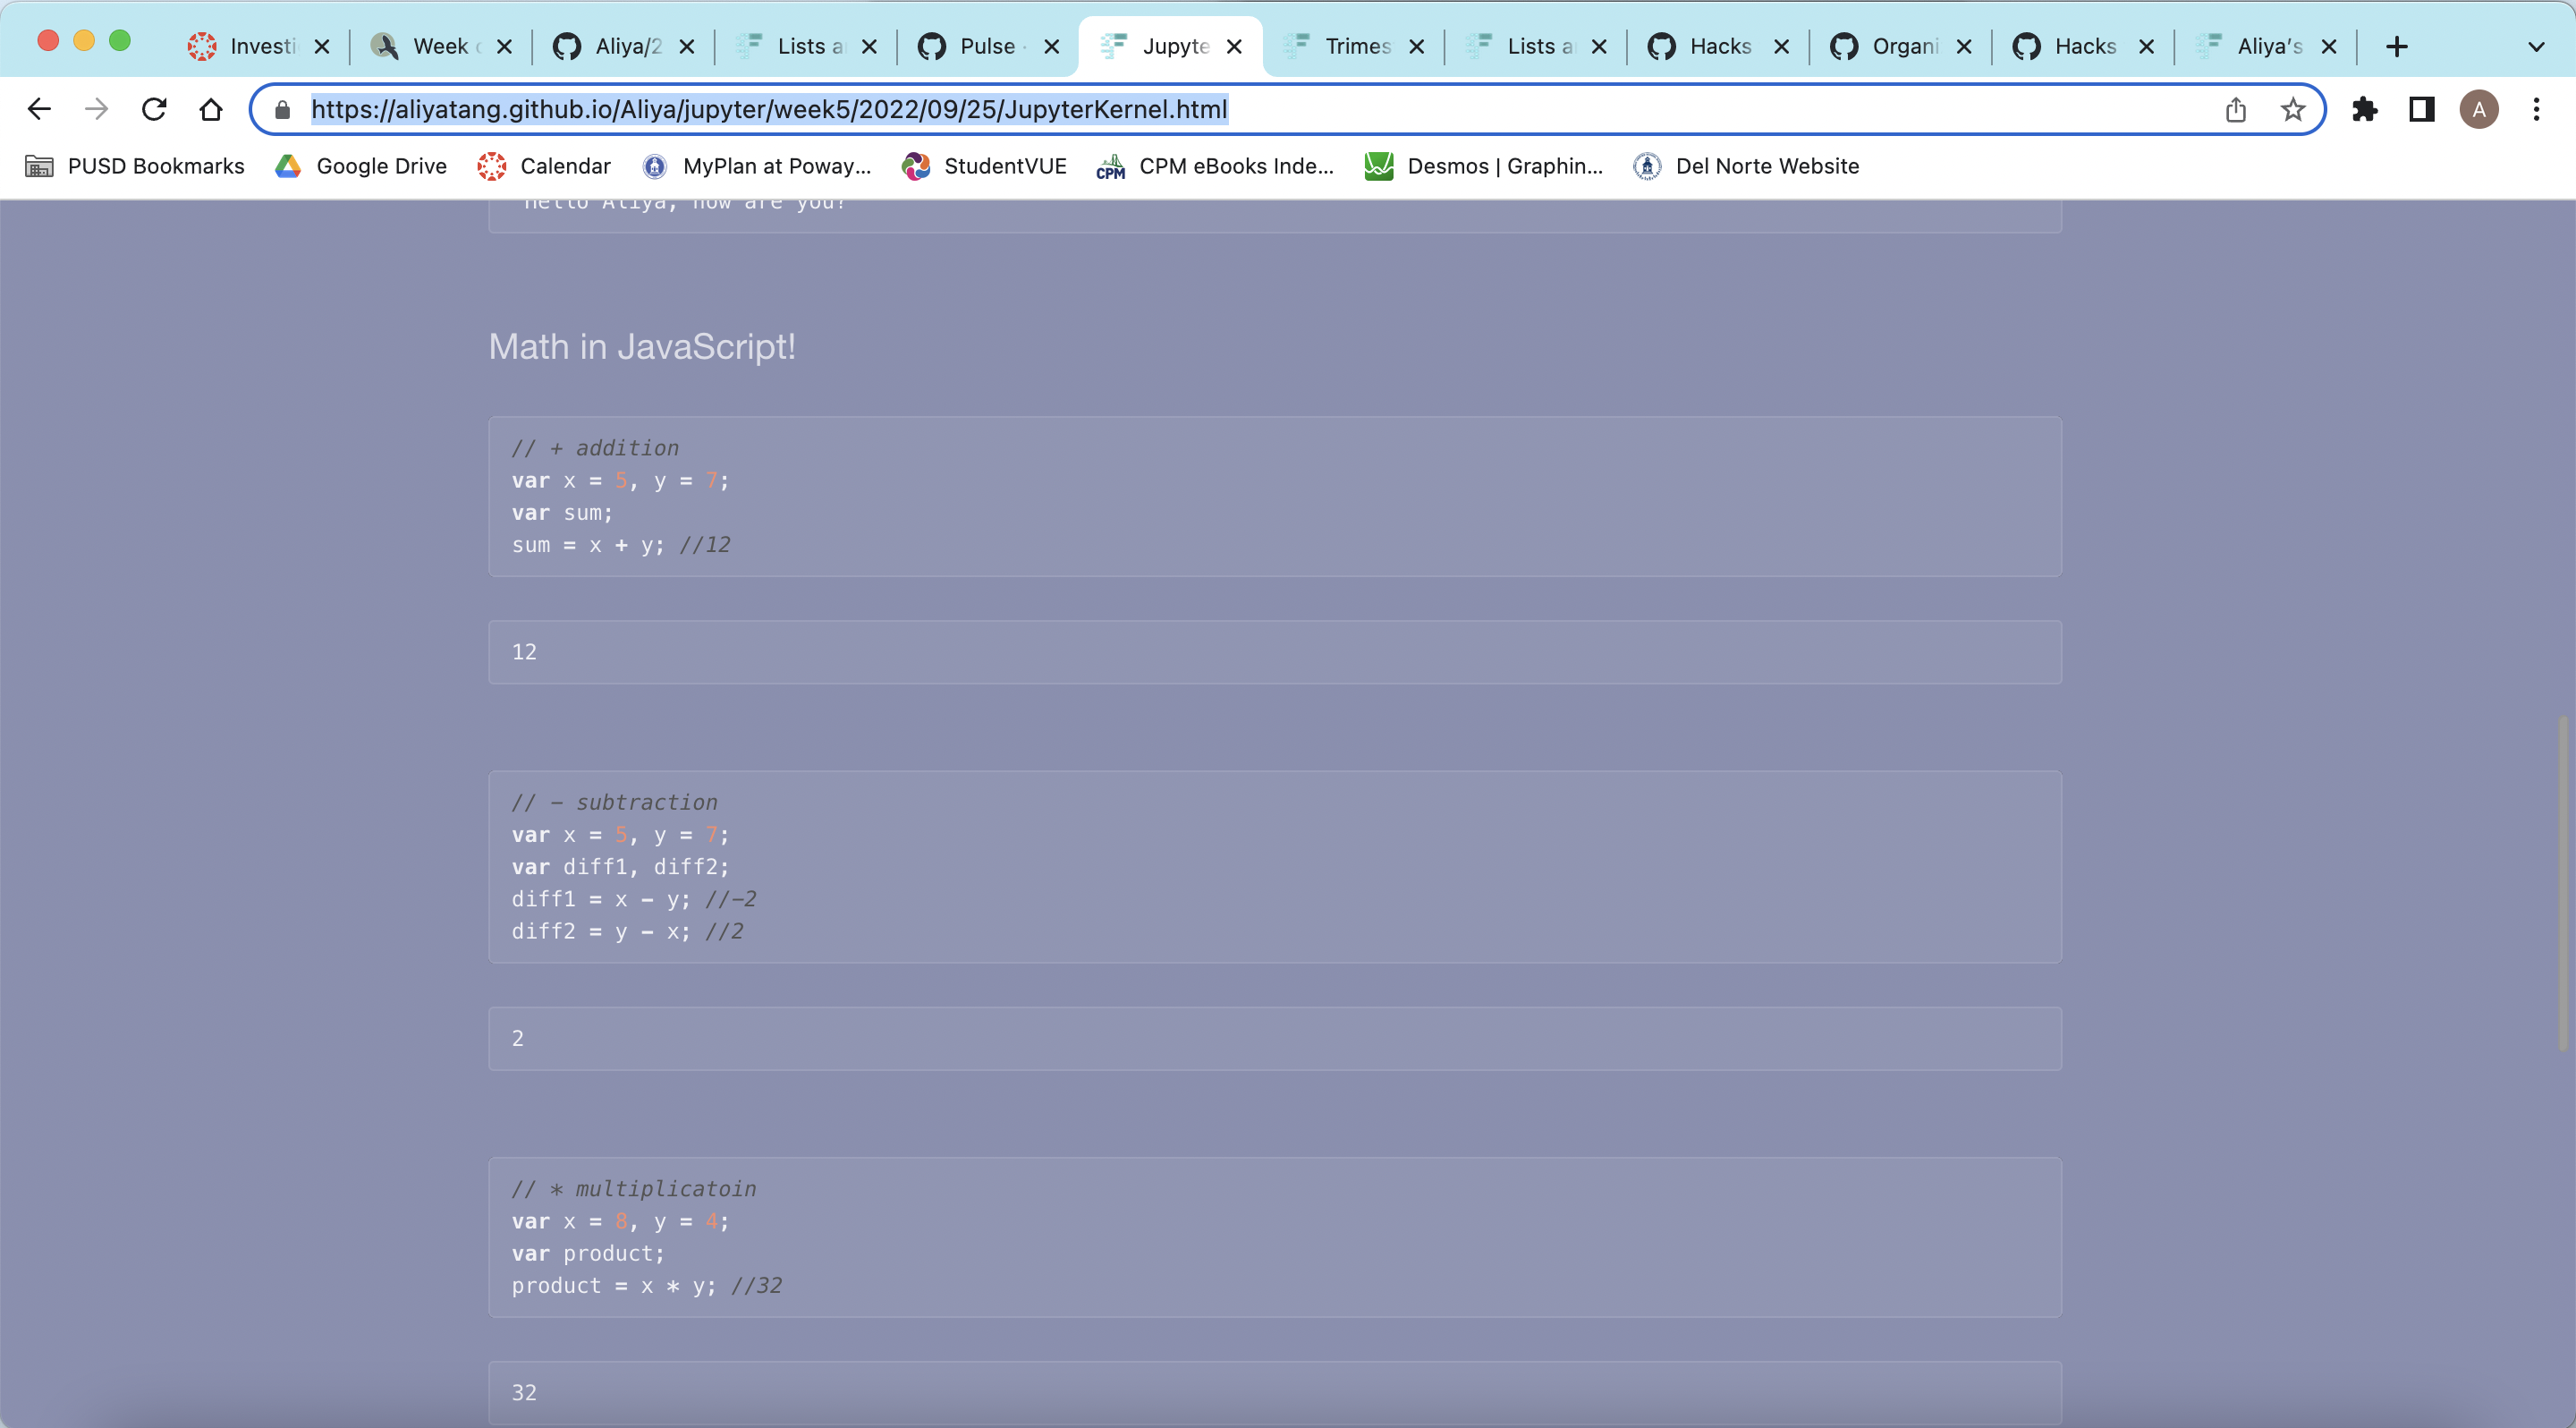 Investi
Week o
Aliya/2
Lists a
Pulse ·
Jupyte
Trimes
Lists a
Hacks
Organi
Hacks
Aliya's
https://aliyatang.github.io/Aliya/jupyter/week5/2022/09/25/JupyterKernel.html
A
PUSD Bookmarks
Google Drive
Calendar
MyPlan at Poway...
StudentVUE
CPM
CPM eBooks Inde...
Desmos | Graphin...
Del Norte Website
Hello Aliya, how are you?
Math in JavaScript!
// + addition
var x = 5, y = 7;
var sum;
sum = x + y; //12
12
// - subtraction
var x = 5, y = 7;
var diff1, diff2;
diff1 = x - y; //-2
diff2 = y - x; //2
2
// * multiplicatoin
var x = 8, y = 4;
var product;
product = x * y; //32
32